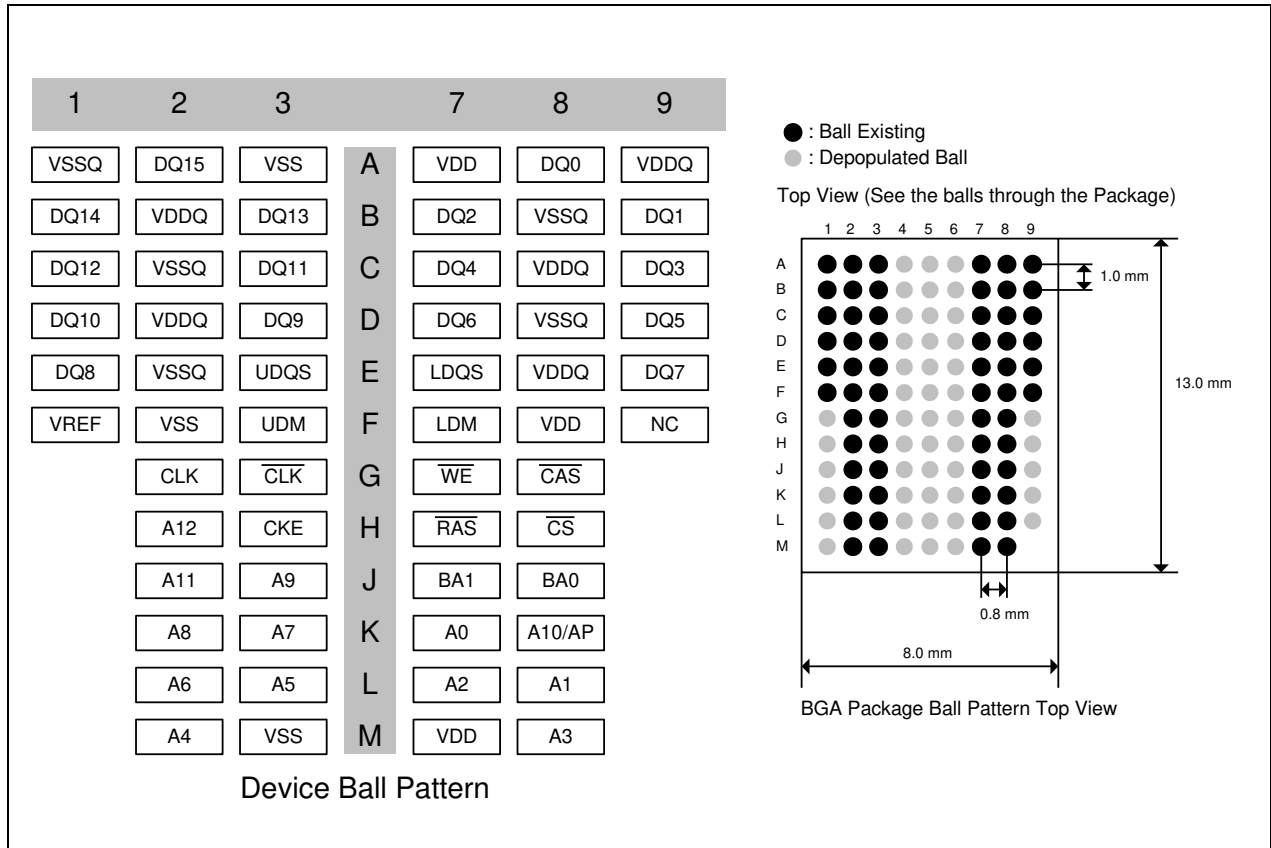 1 2 3 7 8 9
VSSQ DQ15 VSS A VDD DQ0 VDDQ
DQ14 VDDQ DQ13 B DQ2 VSSQ DQ1
DQ12 VSSQ DQ11 C DQ4 VDDQ DQ3
DQ10 VDDQ DQ9 D DQ6 VSSQ DQ5
DQ8 VSSQ UDQS E LDQS VDDQ DQ7
VREF VSS UDM F LDM VDD NC
CLK C̅L̅K̅ G W̅E̅ C̅A̅S̅
A12 CKE H R̅A̅S̅ C̅S̅
A11 A9 J BA1 BA0
A8 A7 K A0 A10/AP
A6 A5 L A2 A1
A4 VSS M VDD A3
Device Ball Pattern
: Ball Existing
: Depopulated Ball
Top View (See the balls through the Package)
1 2 3 4 5 6 7 8 9
A
B
C
D
E
F
G
H
J
K
L
M
1.0 mm
13.0 mm
0.8 mm
8.0 mm
BGA Package Ball Pattern Top View